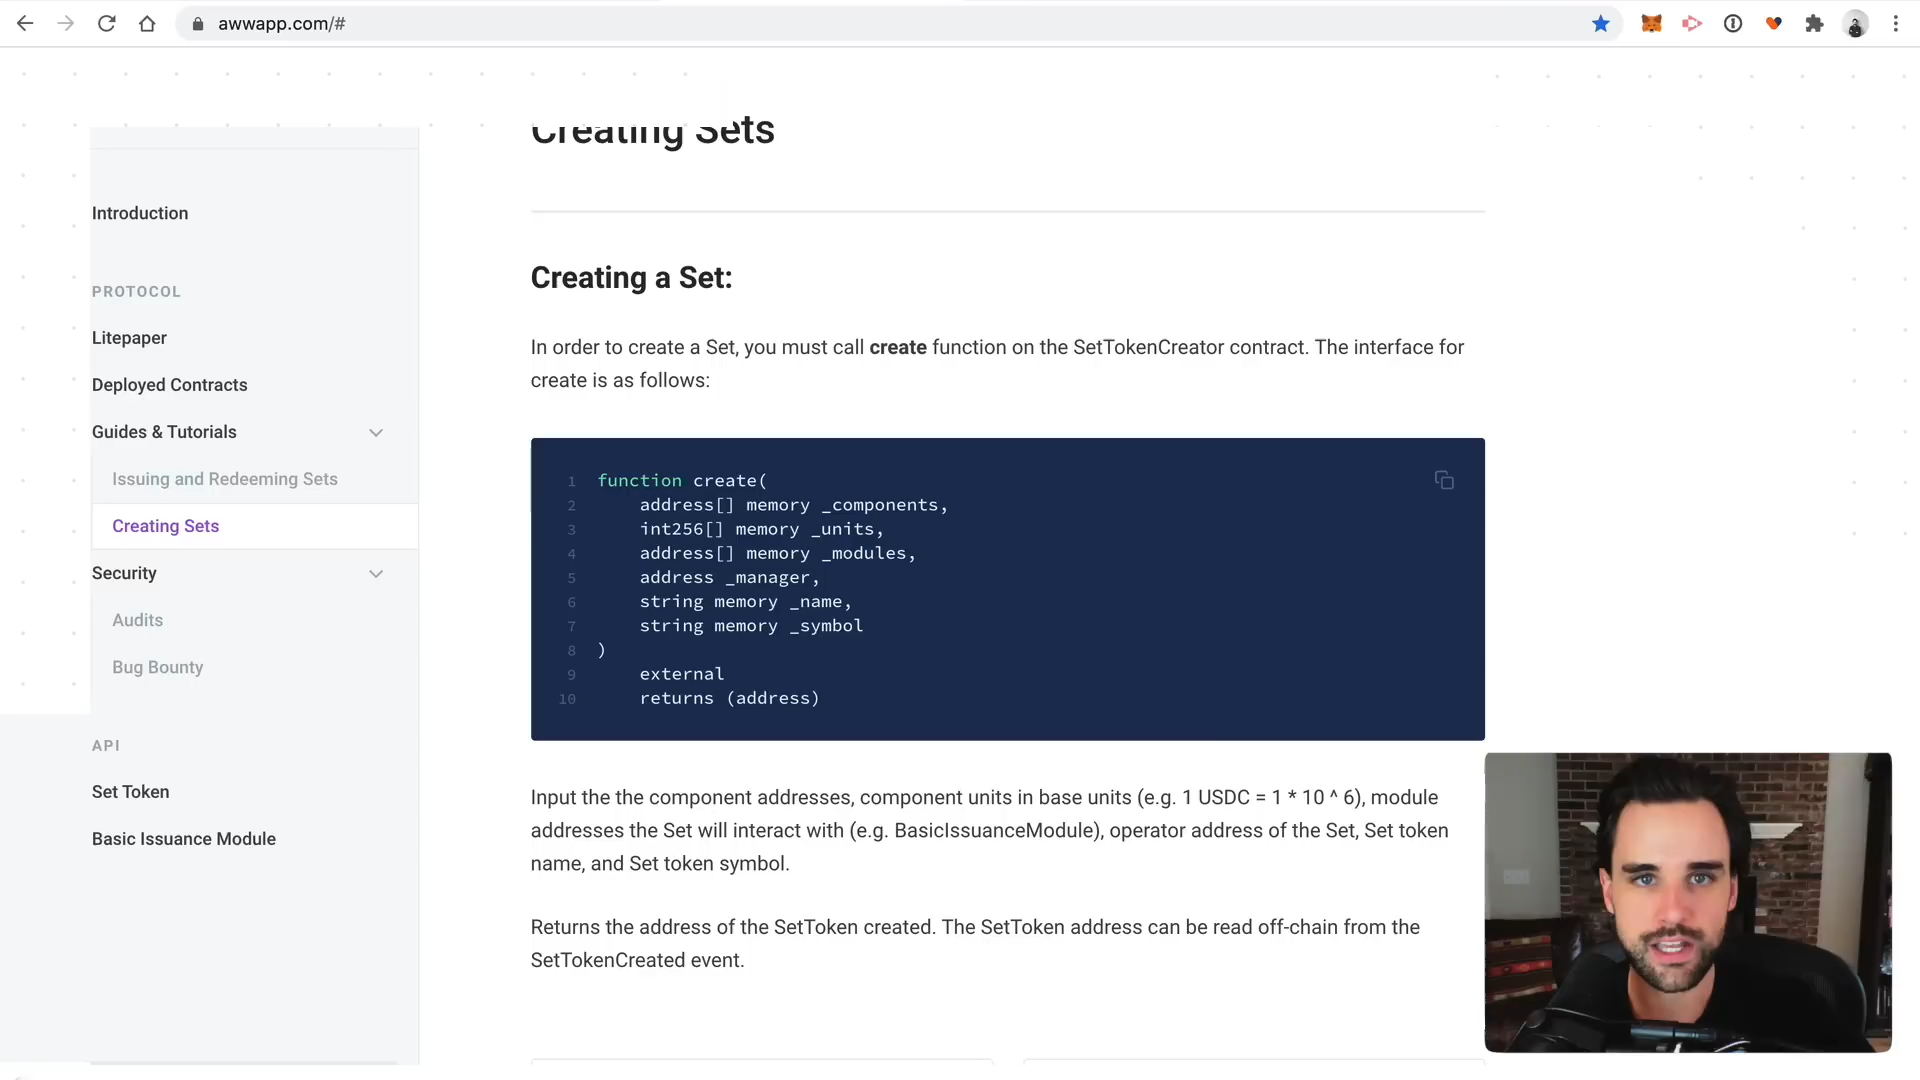 awwapp.com/#
Creating Sets
Introduction
PROTOCOL
Litepaper
Deployed Contracts
Guides & Tutorials
Issuing and Redeeming Sets
Creating Sets
Security
Audits
Bug Bounty
API
Set Token
Basic Issuance Module
Creating a Set:
In order to create a Set, you must call create function on the SetTokenCreator contract. The interface for
create is as follows:
1 function create(
2 address[] memory _components,
3 int256[] memory _units,
4 address[] memory _modules,
5 address _manager,
6 string memory _name,
7 string memory _symbol
8 )
9 external
10 returns (address)
Input the the component addresses, component units in base units (e.g. 1 USDC = 1 * 10 ^ 6), module
addresses the Set will interact with (e.g. BasicIssuanceModule), operator address of the Set, Set token
name, and Set token symbol.
Returns the address of the SetToken created. The SetToken address can be read off-chain from the
SetTokenCreated event.